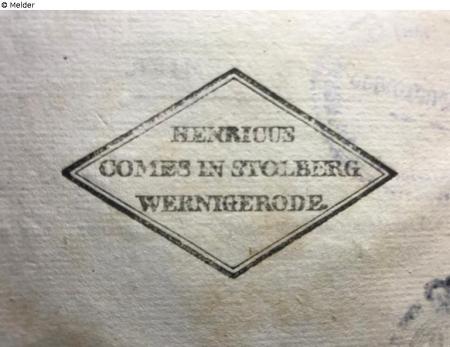 © Melder
HENRICUS
COMES IN STOLBERG
WERNIGERODE.